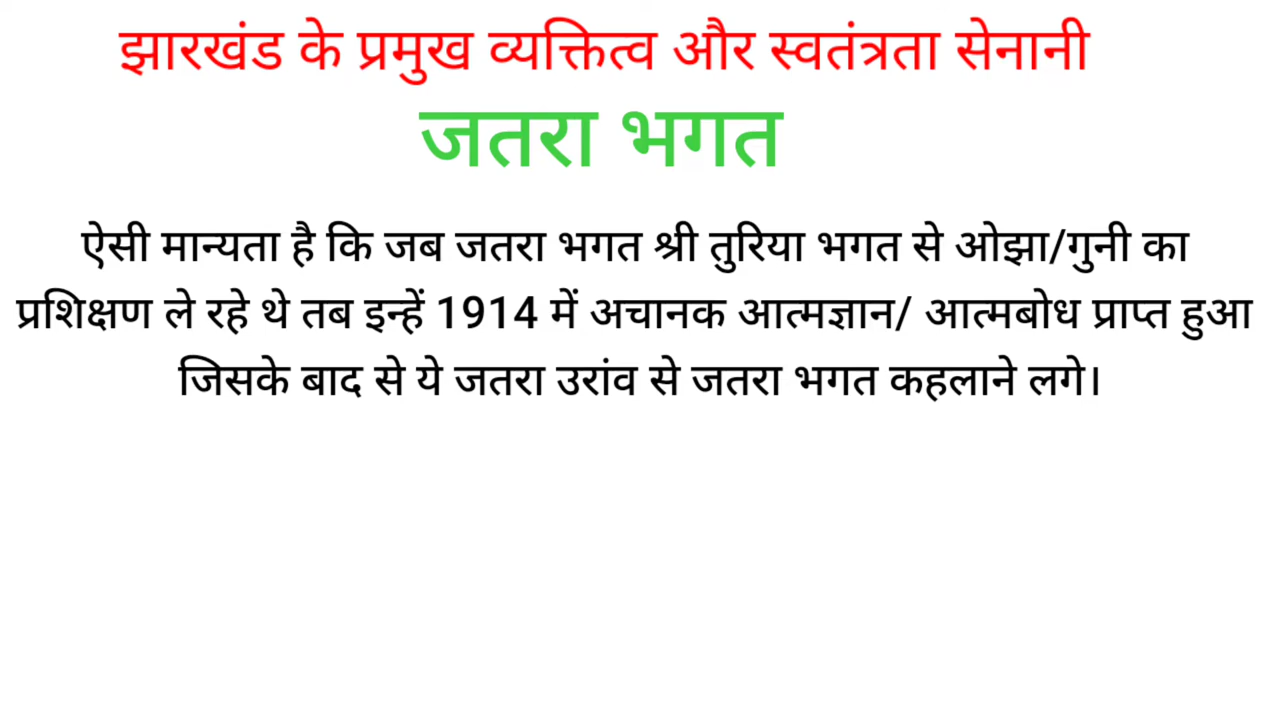 झारखंड के प्रमुख व्यक्तित्व और स्वतंत्रता सेनानी
जतरा भगत
ऐसी मान्यता है कि जब जतरा भगत श्री तुरिया भगत से ओझा/गुनी का
प्रशिक्षण ले रहे थे तब इन्हें 1914 में अचानक आत्मज्ञान/ आत्मबोध प्राप्त हुआ
जिसके बाद से ये जतरा उरांव से जतरा भगत कहलाने लगे।